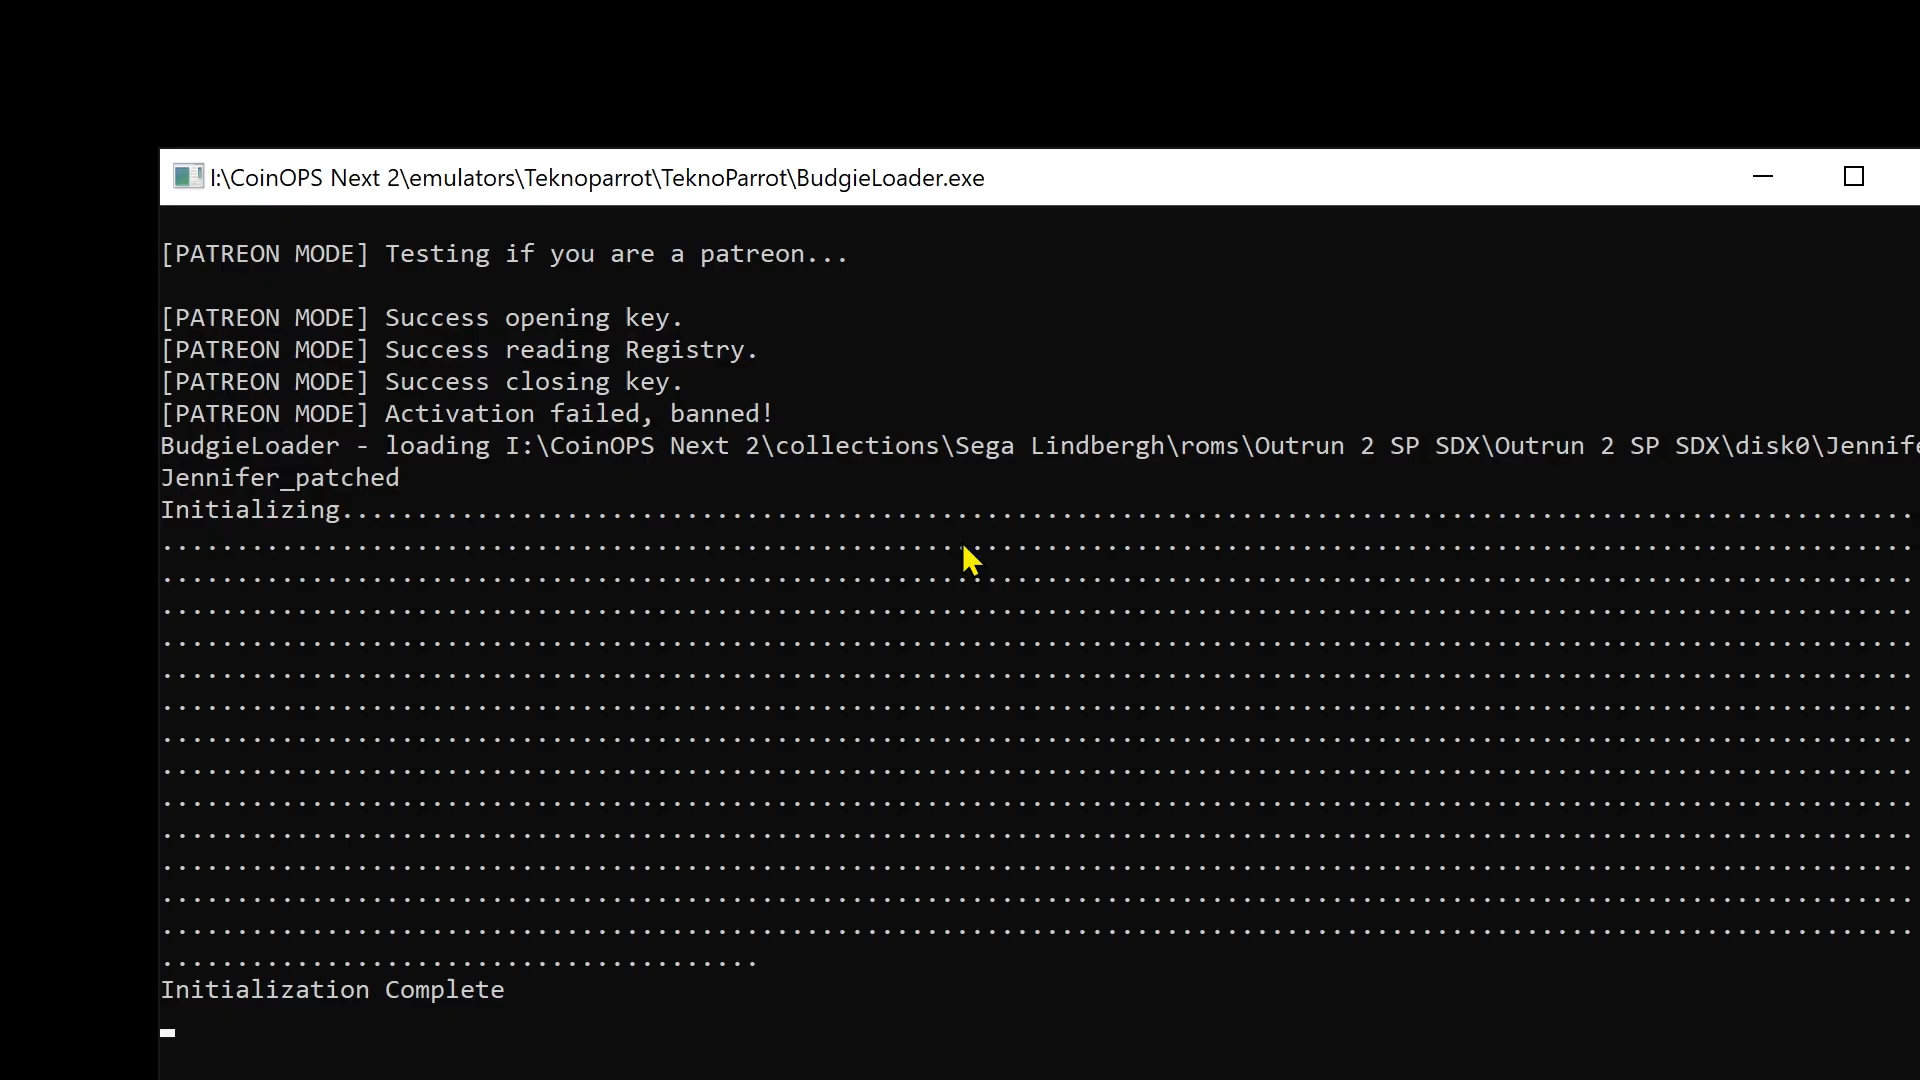 I:\CoinOPS Next 2\emulators\Teknoparrot\TeknoParrot\BudgieLoader.exe
[PATREON MODE] Testing if you are a patreon...
[PATREON MODE] Success opening key.
[PATREON MODE] Success reading Registry.
[PATREON MODE] Success closing key.
[PATREON MODE] Activation failed, banned!
BudgieLoader - loading I:\CoinOPS Next 2\collections\Sega Lindbergh\roms\Outrun 2 SP SDX\Outrun 2 SP SDX\disk0\Jennife
Jennifer_patched
Initializing.........................................................................................................
.....................................................................................................................
.....................................................................................................................
.....................................................................................................................
.....................................................................................................................
.....................................................................................................................
.....................................................................................................................
.....................................................................................................................
.....................................................................................................................
.....................................................................................................................
.....................................................................................................................
.....................................................................................................................
.....................................................................................................................
.....................................................................................................................
........................................
Initialization Complete